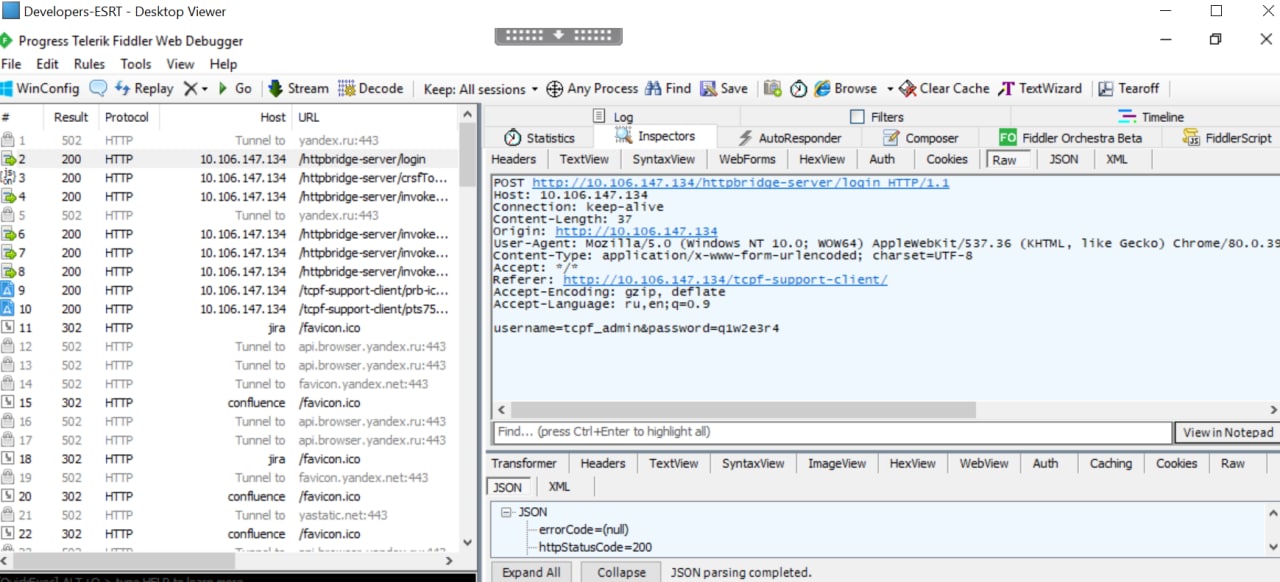 Developers-ESRT - Desktop Viewer
Progress Telerik Fiddler Web Debugger
File Edit Rules Tools View Help
WinConfig Replay Go Stream Decode Keep: All sessions Any Process Find Save Browse Clear Cache TextWizard Tearoff
# Result Protocol Host URL
1 502 HTTP Tunnel to yandex.ru:443
2 200 HTTP 10.106.147.134 /httpbridge-server/login
3 200 HTTP 10.106.147.134 /httpbridge-server/crsfTo...
4 200 HTTP 10.106.147.134 /httpbridge-server/invoke...
5 502 HTTP Tunnel to yandex.ru:443
6 200 HTTP 10.106.147.134 /httpbridge-server/invoke...
7 200 HTTP 10.106.147.134 /httpbridge-server/invoke...
8 200 HTTP 10.106.147.134 /httpbridge-server/invoke...
9 200 HTTP 10.106.147.134 /tcpf-support-client/prb-ic...
10 200 HTTP 10.106.147.134 /tcpf-support-client/pts75...
11 302 HTTP jira /favicon.ico
12 502 HTTP Tunnel to api.browser.yandex.ru:443
13 502 HTTP Tunnel to api.browser.yandex.ru:443
14 502 HTTP Tunnel to favicon.yandex.net:443
15 302 HTTP confluence /favicon.ico
16 502 HTTP Tunnel to api.browser.yandex.ru:443
17 502 HTTP Tunnel to api.browser.yandex.ru:443
18 302 HTTP jira /favicon.ico
19 502 HTTP Tunnel to favicon.yandex.net:443
20 302 HTTP confluence /favicon.ico
21 502 HTTP Tunnel to yastatic.net:443
22 302 HTTP confluence /favicon.ico
Log Filters Timeline
Statistics Inspectors AutoResponder Composer FO Fiddler Orchestra Beta FiddlerScript
Headers TextView SyntaxView WebForms HexView Auth Cookies Raw JSON XML
POST http://10.106.147.134/httpbridge-server/login HTTP/1.1
Host: 10.106.147.134
Connection: keep-alive
Content-Length: 37
Origin: http://10.106.147.134
User-Agent: Mozilla/5.0 (Windows NT 10.0; WOW64) AppleWebKit/537.36 (KHTML, like Gecko) Chrome/80.0.39
Content-Type: application/x-www-form-urlencoded; charset=UTF-8
Accept: */*
Referer: http://10.106.147.134/tcpf-support-client/
Accept-Encoding: gzip, deflate
Accept-Language: ru,en;q=0.9
username=tcpf_admin&password=q1w2e3r4
Find... (press Ctrl+Enter to highlight all) View in Notepad
Transformer Headers TextView SyntaxView ImageView HexView WebView Auth Caching Cookies Raw
JSON XML
JSON
errorCode=(null)
httpStatusCode=200
Expand All Collapse JSON parsing completed.